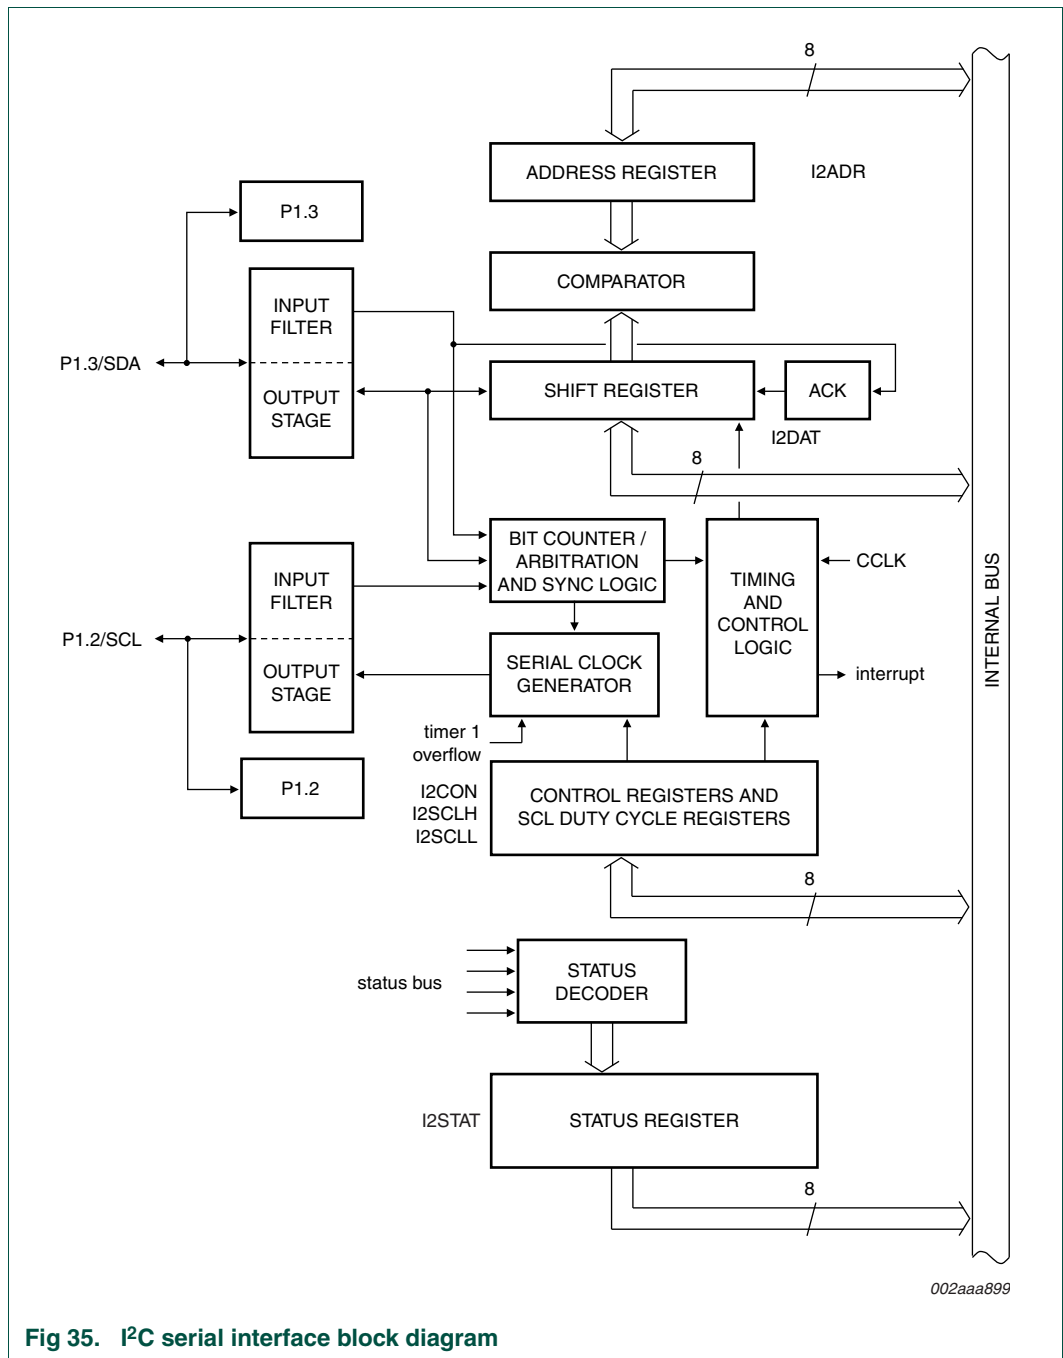 8
ADDRESS REGISTER
I2ADR
P1.3
COMPARATOR
INPUT
FILTER
P1.3/SDA
OUTPUT
STAGE
SHIFT REGISTER
ACK
I2DAT
8
BIT COUNTER /
ARBITRATION
AND SYNC LOGIC
INPUT
FILTER
TIMING
AND
CONTROL
LOGIC
CCLK
P1.2/SCL
OUTPUT
STAGE
SERIAL CLOCK
GENERATOR
interrupt
INTERNAL BUS
timer 1
overflow
P1.2
I2CON
I2SCLH
I2SCLL
CONTROL REGISTERS AND
SCL DUTY CYCLE REGISTERS
8
status bus
STATUS
DECODER
I2STAT
STATUS REGISTER
8
002aaa899
Fig 35. I²C serial interface block diagram